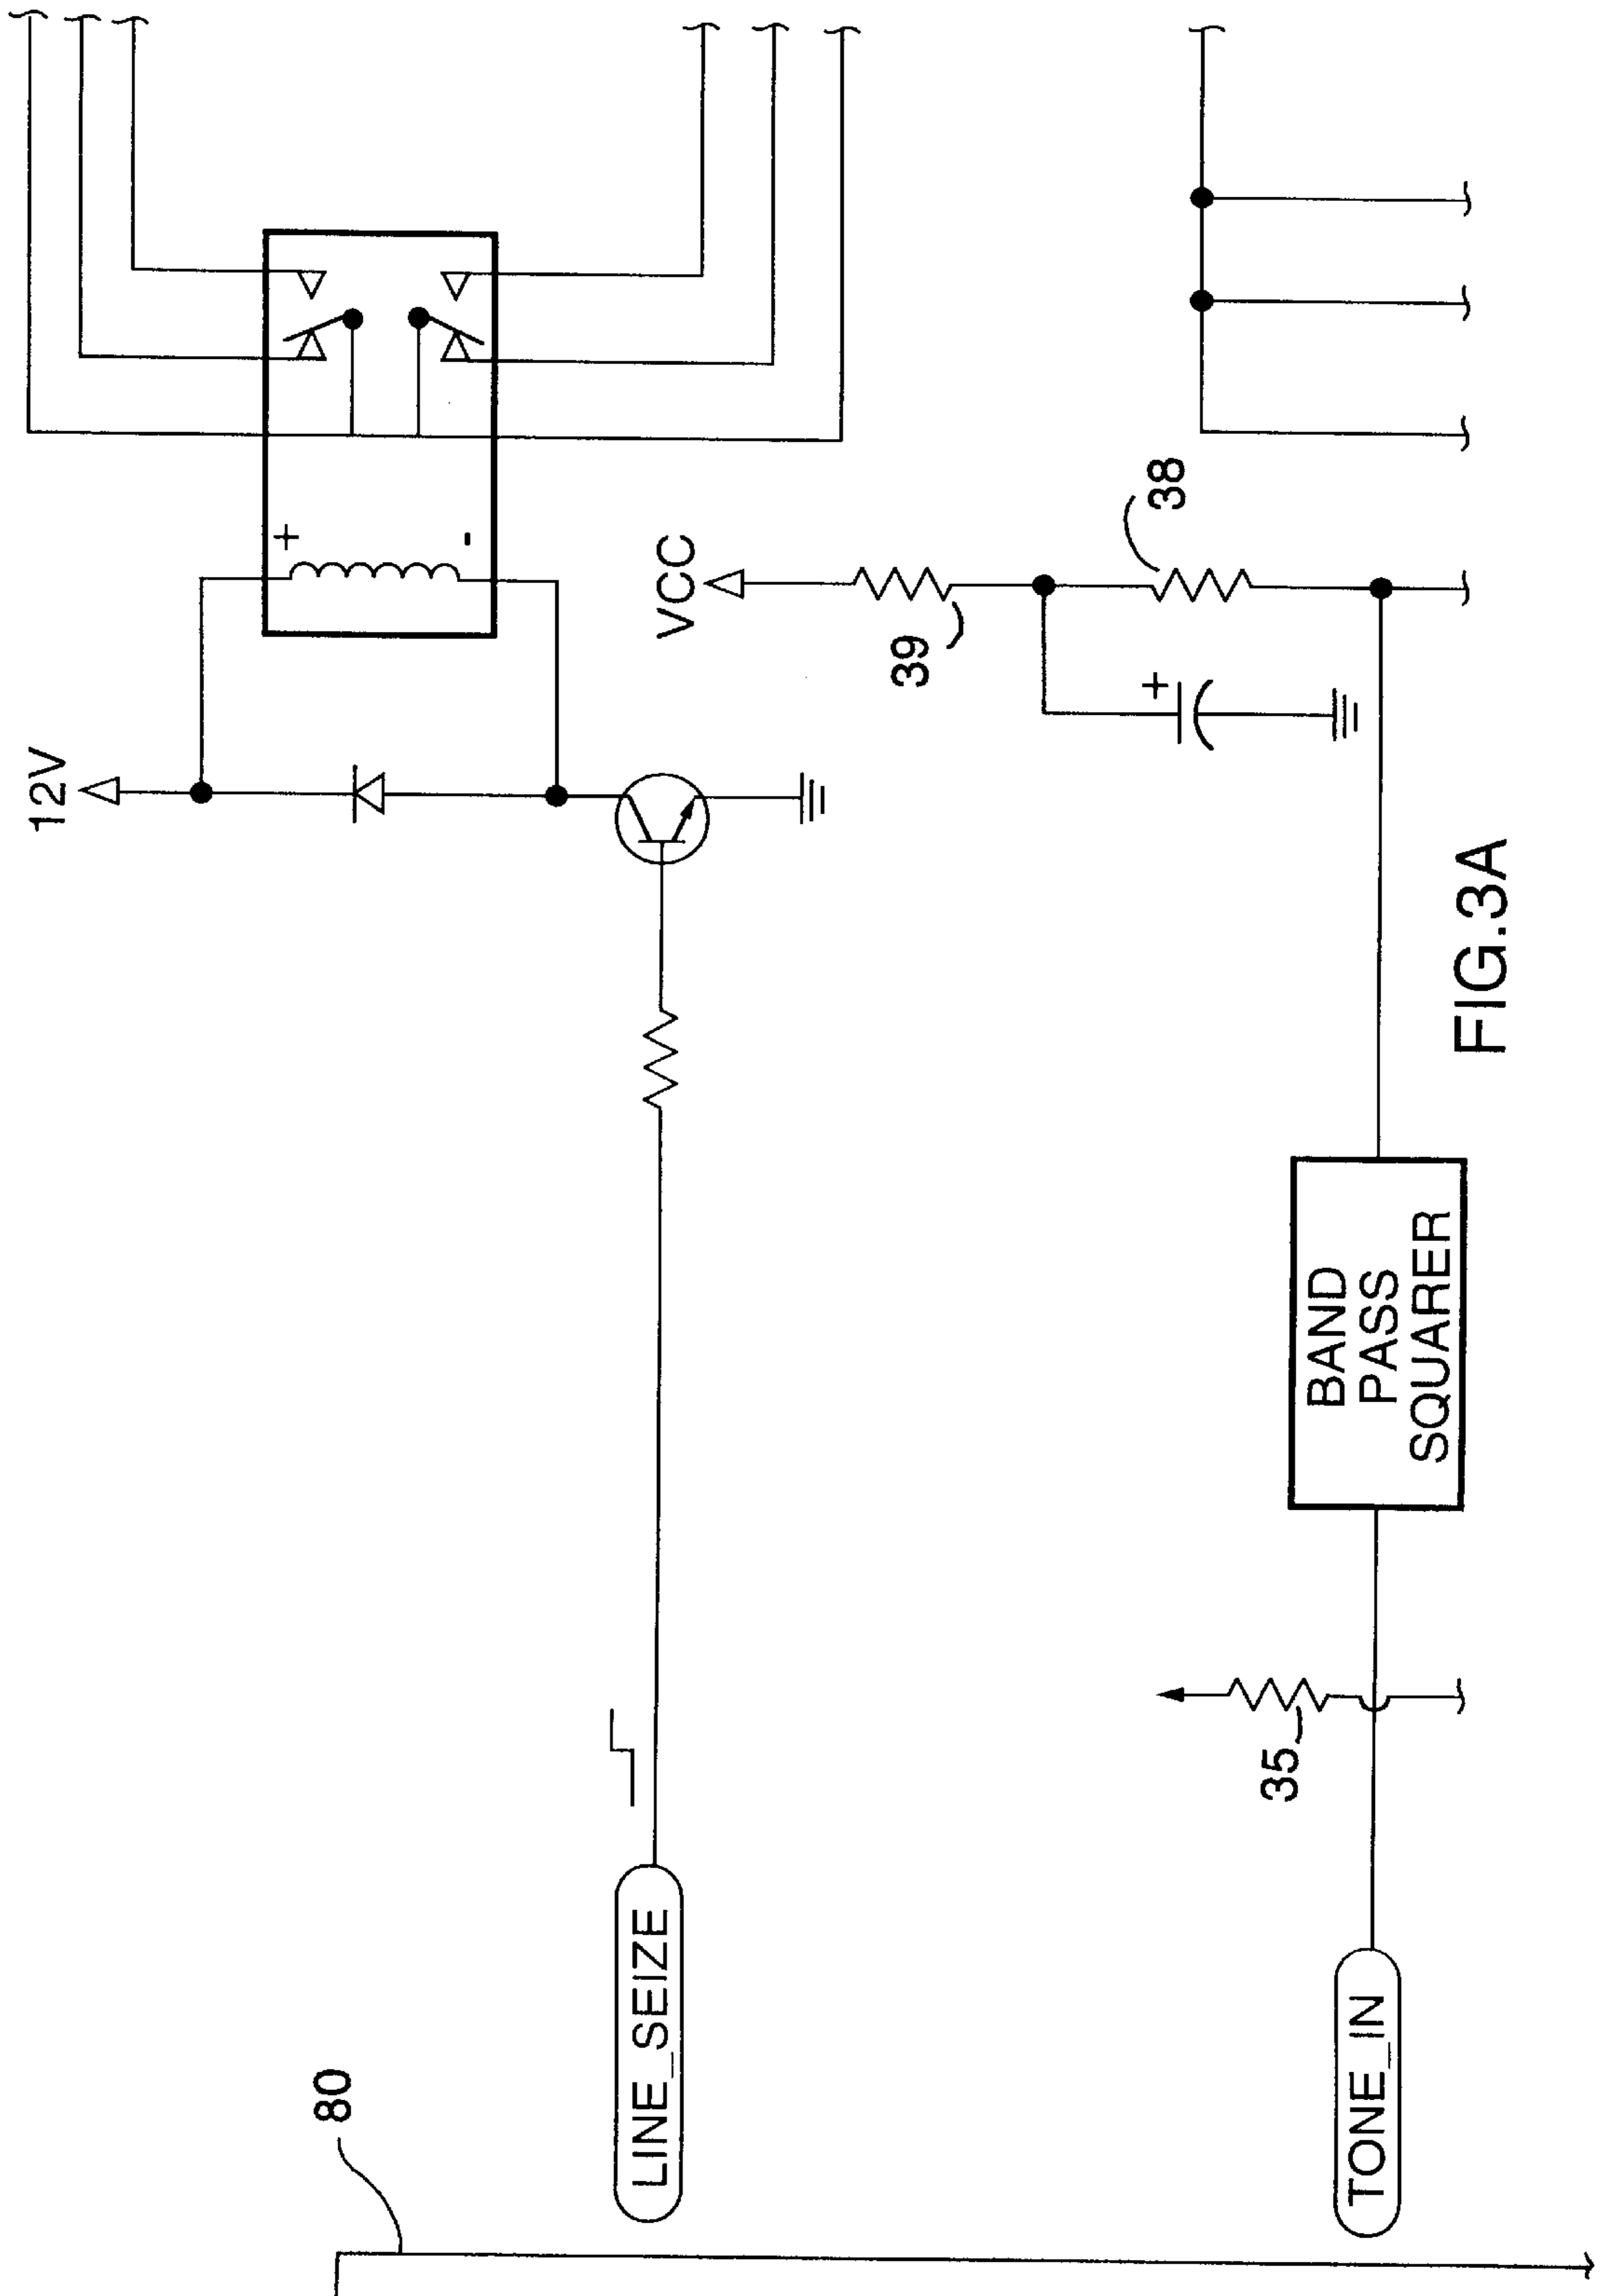 80
LINE_SEIZE
12V
+
-
VCC
39
38
+
TONE_IN
35
BAND
PASS
SQUARER
FIG.3A